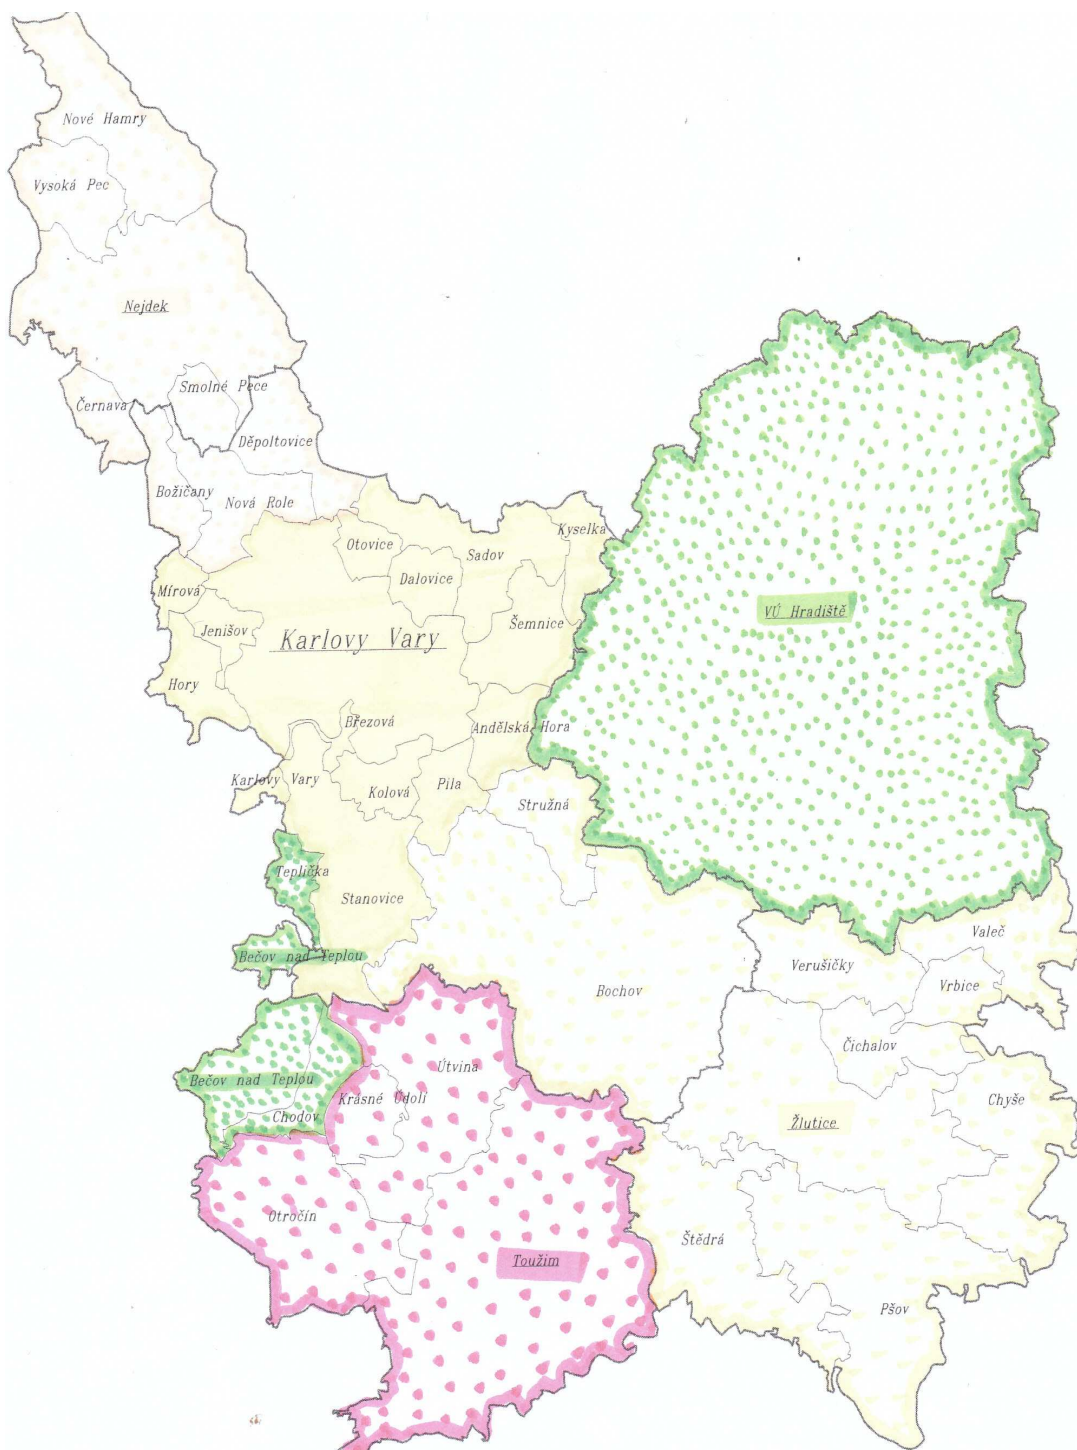 Nové Hamry
Vysoká Pec
Nejdek
Smolné Pece
Černava
Děpoltovice
Božičany
Nová Role
Kyselka
Otovice
Sadov
Dalovice
Mírová
VÚ Hradiště
Šemnice
Jenišov
Karlovy Vary
Hory
Březová
Andělská Hora
Karlovy Vary
Kolová
Pila
Stružná
Teplička
Stanovice
Valeč
Bečov nad Teplou
Verušičky
Vrbice
Bochov
Čichalov
Útvina
Bečov nad Teplou
Krásné Údolí
Chyše
Chodov
Žlutice
Otročín
Štědrá
Toužim
Pšov